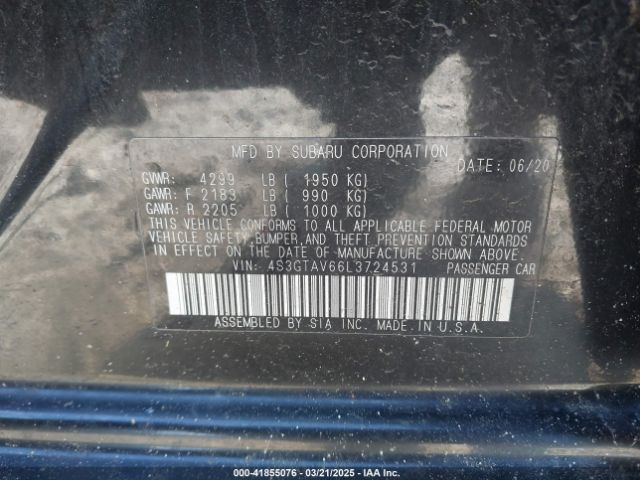 MFD BY SUBARU CORPORATION
DATE: 06/20
GVWR: 4299 LB ( 1950 KG)
GAWR: F 2183 LB ( 990 KG)
GAWR: R 2205 LB ( 1000 KG)
THIS VEHICLE CONFORMS TO ALL APPLICABLE FEDERAL MOTOR
VEHICLE SAFETY, BUMPER, AND THEFT PREVENTION STANDARDS
IN EFFECT ON THE DATE OF MANUFACTURE SHOWN ABOVE.
VIN: 4S3GTAV66L3724531 PASSENGER CAR
ASSEMBLED BY SIA INC. MADE IN U.S.A.
000-41855076 — 03/21/2025 — IAA Inc.